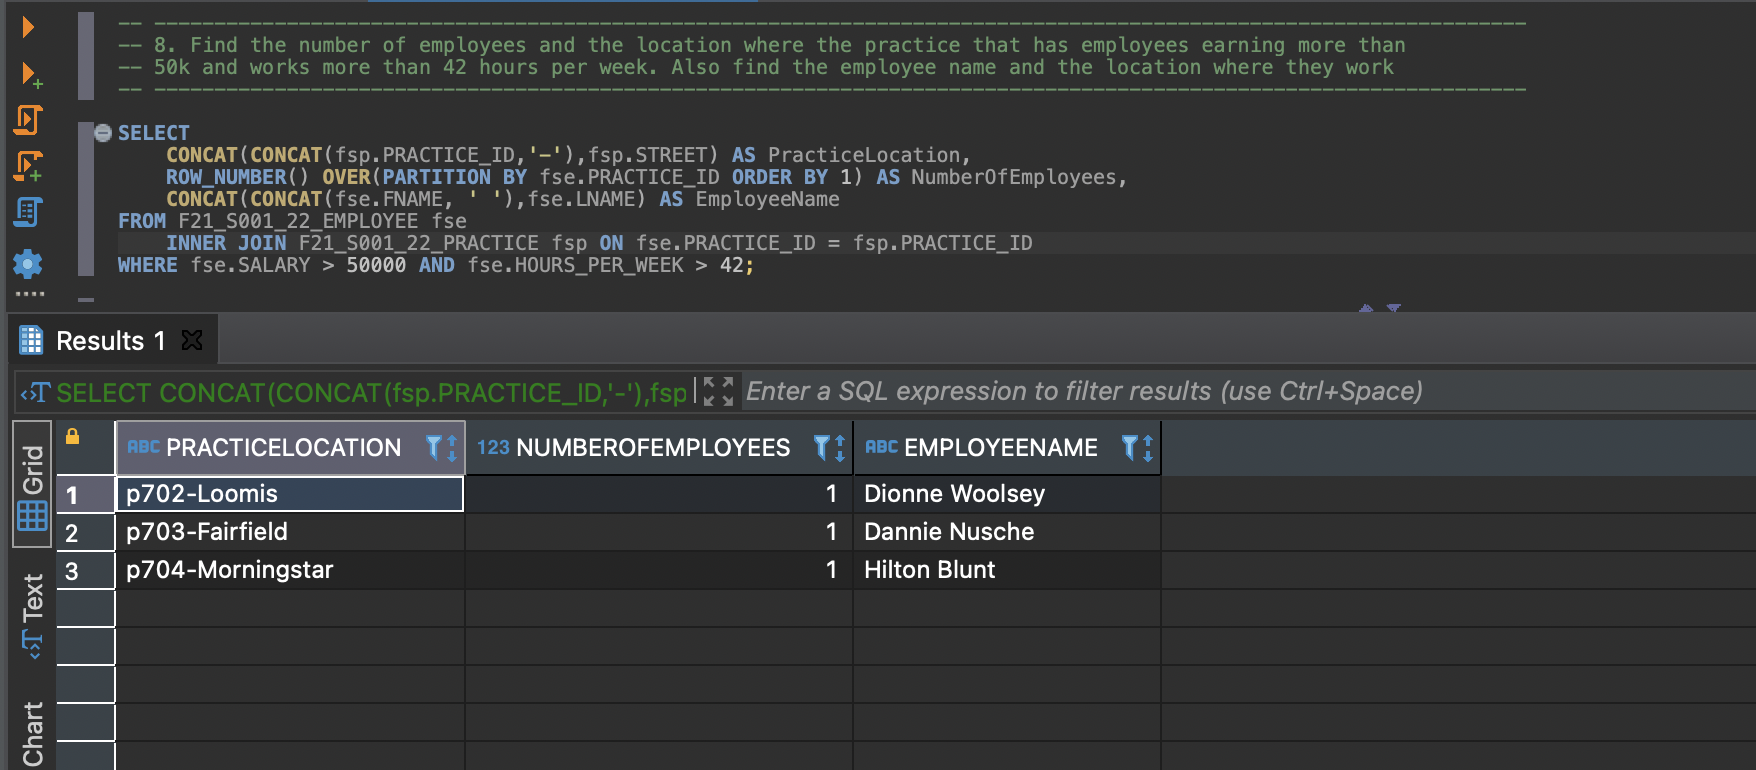 -- ------------------------------------------------------------------------------------------------------------------
-- 8. Find the number of employees and the location where the practice that has employees earning more than
-- 50k and works more than 42 hours per week. Also find the employee name and the location where they work
-- ------------------------------------------------------------------------------------------------------------------
SELECT
CONCAT(CONCAT(fsp.PRACTICE_ID,'-'),fsp.STREET) AS PracticeLocation,
ROW_NUMBER() OVER(PARTITION BY fse.PRACTICE_ID ORDER BY 1) AS NumberOfEmployees,
CONCAT(CONCAT(fse.FNAME, ' '),fse.LNAME) AS EmployeeName
FROM F21_S001_22_EMPLOYEE fse
INNER JOIN F21_S001_22_PRACTICE fsp ON fse.PRACTICE_ID = fsp.PRACTICE_ID
WHERE fse.SALARY > 50000 AND fse.HOURS_PER_WEEK > 42;
Results 1
SELECT CONCAT(CONCAT(fsp.PRACTICE_ID,'-'),fsp Enter a SQL expression to filter results (use Ctrl+Space)
Grid
ABC PRACTICELOCATION 123 NUMBEROFEMPLOYEES ABC EMPLOYEENAME
1 p702-Loomis 1 Dionne Woolsey
2 p703-Fairfield 1 Dannie Nusche
3 p704-Morningstar 1 Hilton Blunt
Text
Chart